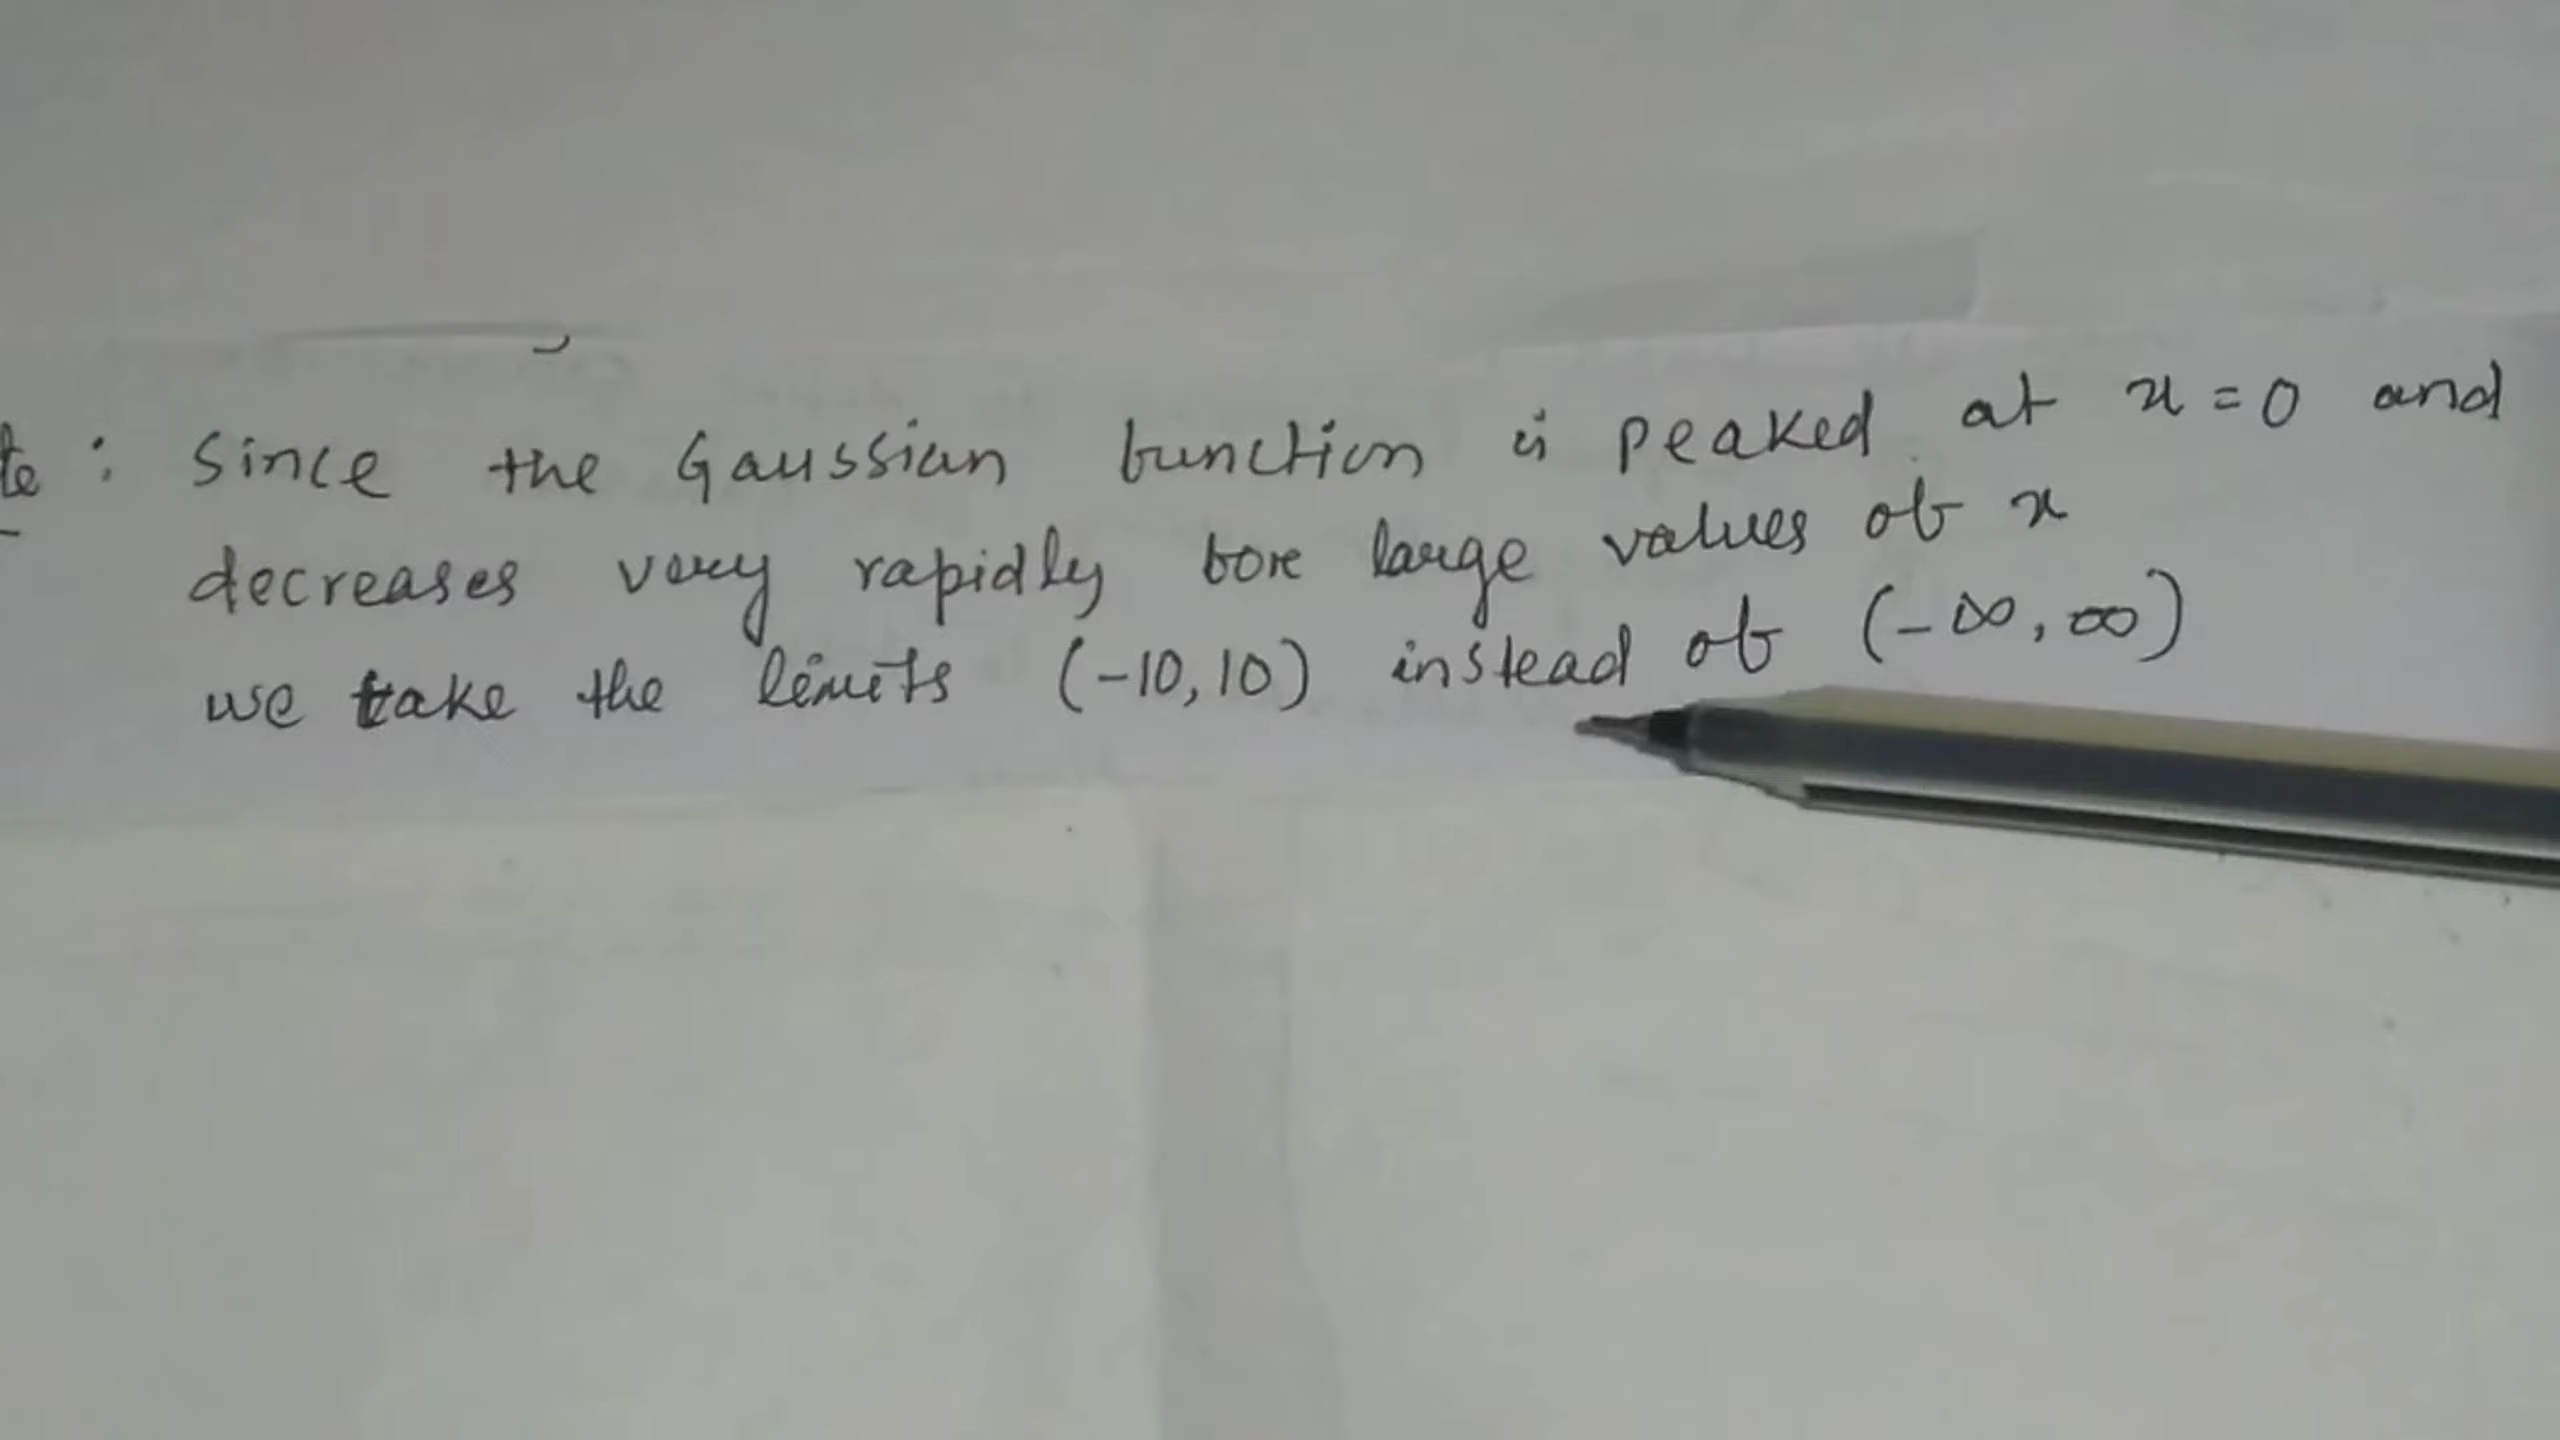 te : Since the Gaussian function is peaked at x = 0 and
decreases very rapidly fore large values of x
we take the limits (-10, 10) instead of (-∞, ∞)